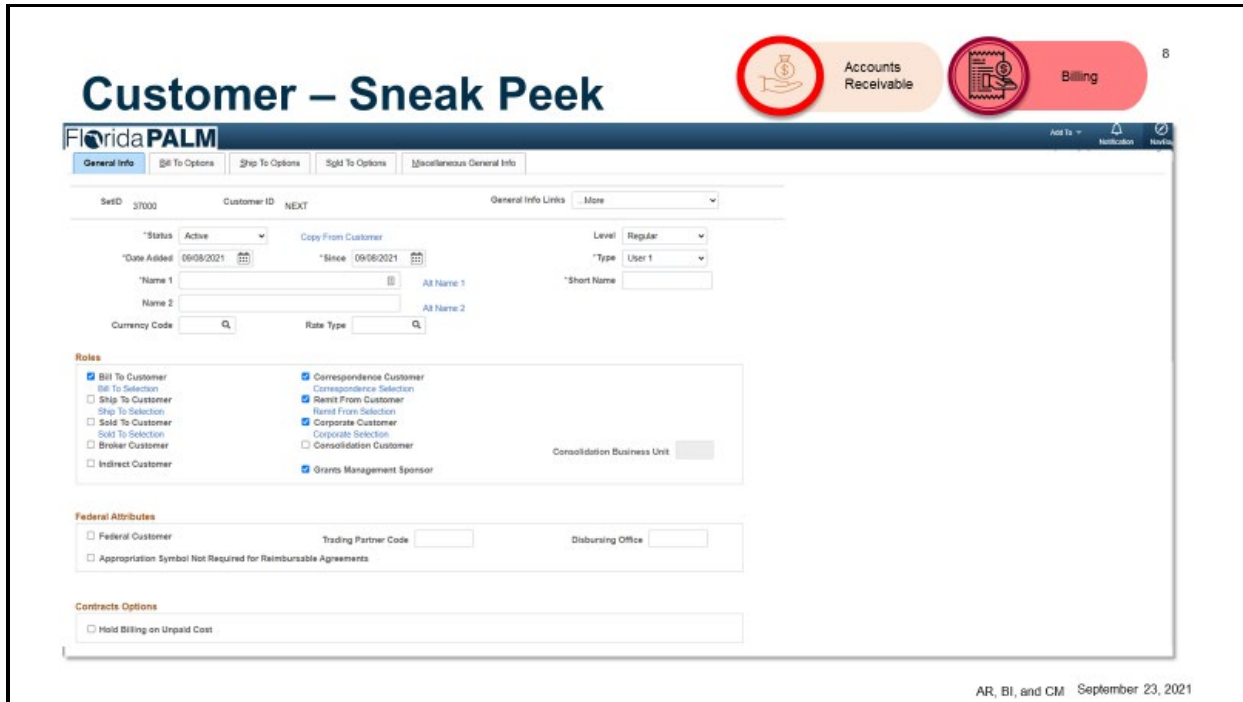 8
Customer – Sneak Peek
Accounts
Receivable
Billing
Florida PALM
Add To
Notification
General Info Bill To Options Ship To Options Sold To Options Miscellaneous General Info
SetID 37000 Customer ID NEXT General Info Links ...More
*Status Active Copy From Customer Level Regular
*Date Added 09/08/2021 *Since 09/08/2021 *Type User 1
*Name 1 Alt Name 1 *Short Name
Name 2 Alt Name 2
Currency Code Rate Type
Roles
Bill To Customer Correspondence Customer
Bill To Selection Correspondence Selection
Ship To Customer Remit From Customer
Ship To Selection Remit From Selection
Sold To Customer Corporate Customer
Sold To Selection Corporate Selection
Broker Customer Consolidation Customer Consolidation Business Unit
Indirect Customer Grants Management Sponsor
Federal Attributes
Federal Customer Trading Partner Code Disbursing Office
Appropriation Symbol Not Required for Reimbursable Agreements
Contracts Options
Hold Billing on Unpaid Cost
AR, BI, and CM September 23, 2021